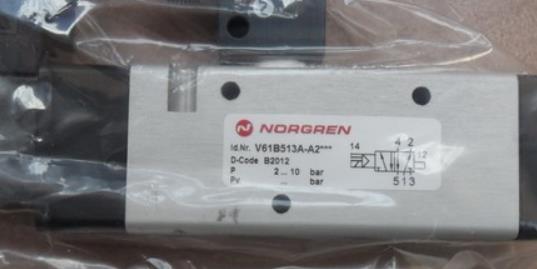 NORGREN
Id.Nr. V61B513A-A2***
D-Code B2012
P 2 ... 10 bar
Pv ... bar
14 4 2 12
5 1 3